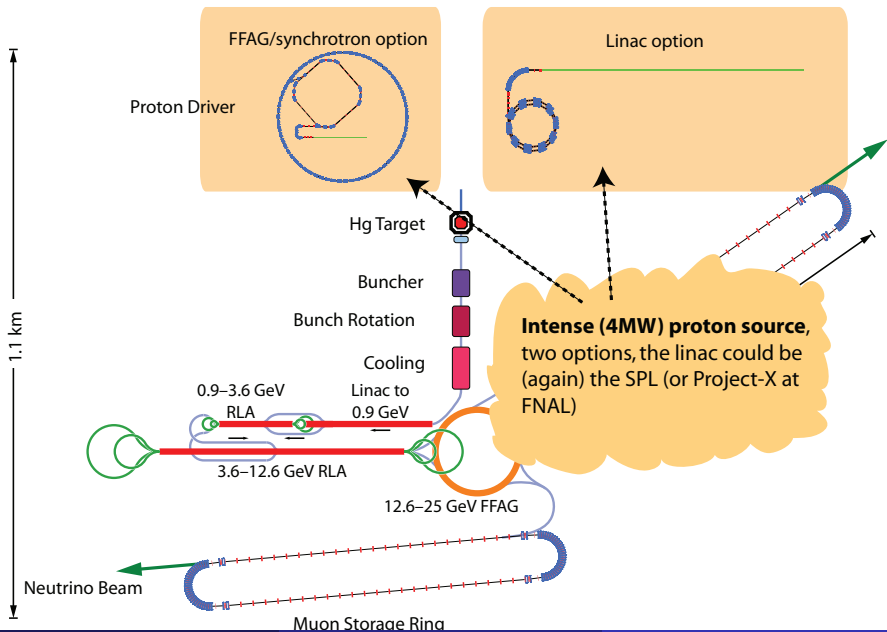 FFAG/synchrotron option
Linac option
Proton Driver
Hg Target
Buncher
Bunch Rotation
Cooling
1.1 km
Intense (4MW) proton source,
two options, the linac could be
(again) the SPL (or Project-X at
FNAL)
0.9–3.6 GeV
RLA
Linac to
0.9 GeV
3.6–12.6 GeV RLA
12.6–25 GeV FFAG
Neutrino Beam
Muon Storage Ring